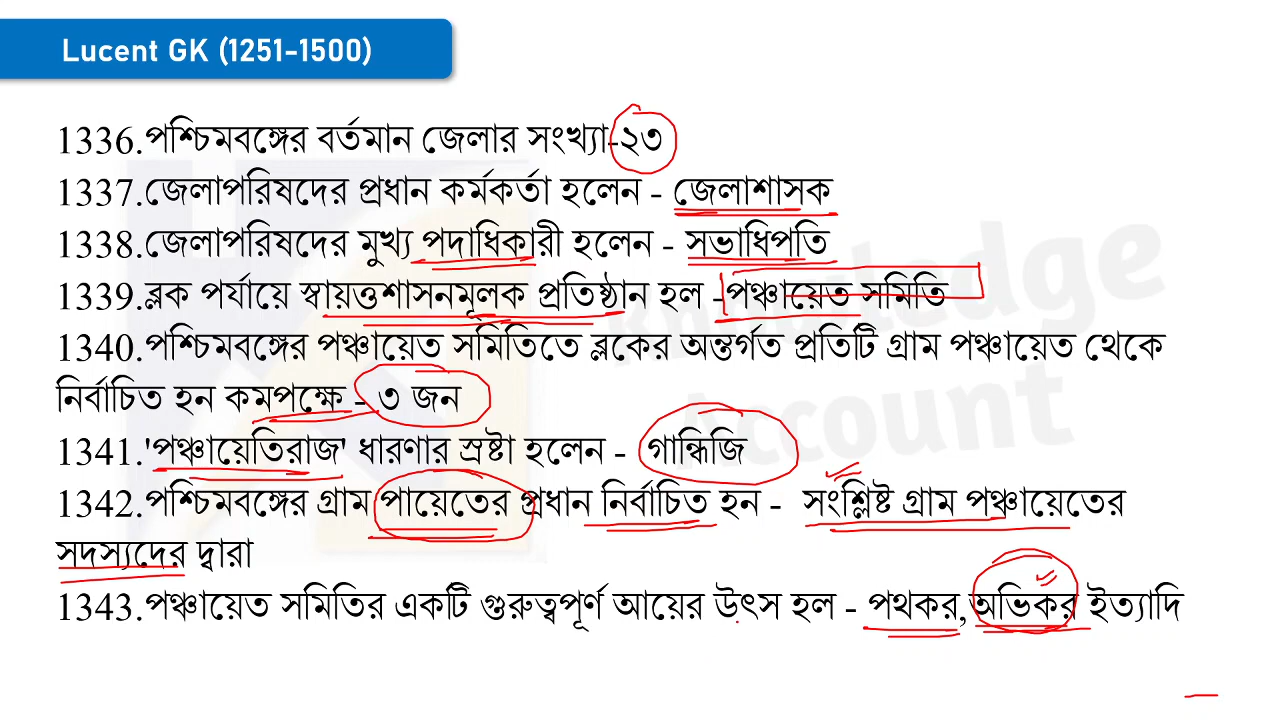 Lucent GK (1251-1500)
1336.পশ্চিমবঙ্গের বর্তমান জেলার সংখ্যা-২৩
1337.জেলাপরিষদের প্রধান কর্মকর্তা হলেন - জেলাশাসক
1338.জেলাপরিষদের মুখ্য পদাধিকারী হলেন - সভাধিপতি
1339.ব্লক পর্যায়ে স্বায়ত্তশাসনমূলক প্রতিষ্ঠান হল -পঞ্চায়েত সমিতি
1340.পশ্চিমবঙ্গের পঞ্চায়েত সমিতিতে ব্লকের অন্তর্গত প্রতিটি গ্রাম পঞ্চায়েত থেকে
নির্বাচিত হন কমপক্ষে - ৩ জন
1341.'পঞ্চায়েতিরাজ' ধারণার স্রষ্টা হলেন - গান্ধিজি
1342.পশ্চিমবঙ্গের গ্রাম পায়েতের প্রধান নির্বাচিত হন - সংশ্লিষ্ট গ্রাম পঞ্চায়েতের
সদস্যদের দ্বারা
1343.পঞ্চায়েত সমিতির একটি গুরুত্বপূর্ণ আয়ের উৎস হল - পথকর,অভিকর ইত্যাদি
Knowledge
Account